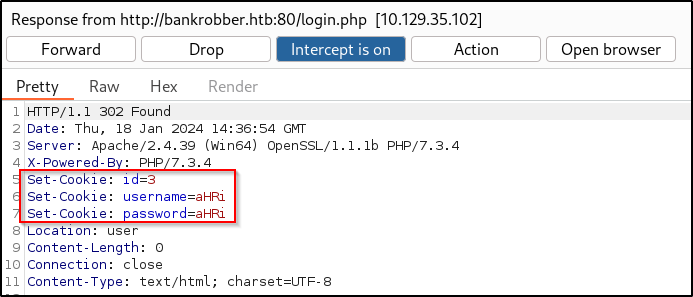 Response from http://bankrobber.htb:80/login.php [10.129.35.102]
Forward Drop Intercept is on Action Open browser
Pretty Raw Hex Render
1 HTTP/1.1 302 Found
2 Date: Thu, 18 Jan 2024 14:36:54 GMT
3 Server: Apache/2.4.39 (Win64) OpenSSL/1.1.1b PHP/7.3.4
4 X-Powered-By: PHP/7.3.4
5 Set-Cookie: id=3
6 Set-Cookie: username=aHRi
7 Set-Cookie: password=aHRi
8 Location: user
9 Content-Length: 0
10 Connection: close
11 Content-Type: text/html; charset=UTF-8